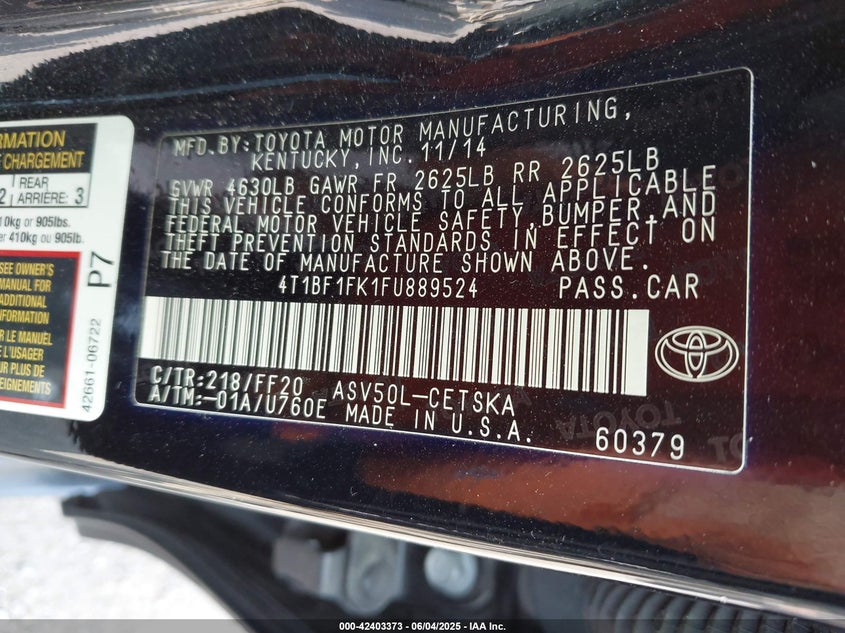 RMATION
E CHARGEMENT
2 REAR ARRIÈRE: 3
10kg or 905lbs.
er 410kg ou 905lb.
SEE OWNER'S
MANUAL FOR
ADDITIONAL
R LE MANUEL
E L'USAGER
R PLUS DE
SEIGNEMENTS
P7
42661-06722
MFD.BY:TOYOTA MOTOR MANUFACTURING,
KENTUCKY,INC.11/14
GVWR 4630LB GAWR FR 2625LB RR 2625LB
THIS VEHICLE CONFORMS TO ALL APPLICABLE
FEDERAL MOTOR VEHICLE SAFETY,BUMPER,AND
THEFT PREVENTION STANDARDS IN EFFECT ON
THE DATE OF MANUFACTURE SHOWN ABOVE.
4T1BF1FK1FU889524 PASS.CAR
C/TR:218/FF20 ASV50L-CETSKA
A/TM:-01A/U760E MADE IN U.S.A.
60379
TOYOTA
000-42403373 - 06/04/2025 - IAA Inc.